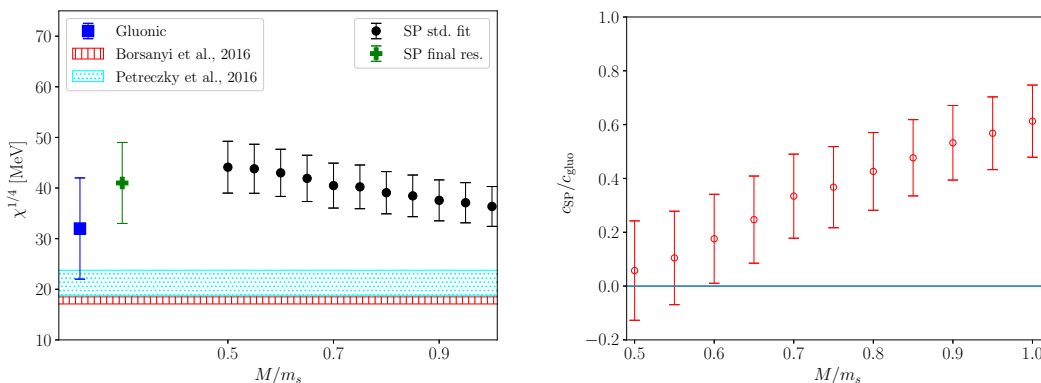 Gluonic
Borsanyi et al., 2016
Petreczky et al., 2016
SP std. fit
SP final res.
70
60
50
40
30
20
10
χ^{1/4} [MeV]
0.5 0.7 0.9
M/m_s
1.0
0.8
0.6
0.4
0.2
0.0
−0.2
c_SP/c_gluo
0.5 0.6 0.7 0.8 0.9 1.0
M/m_s